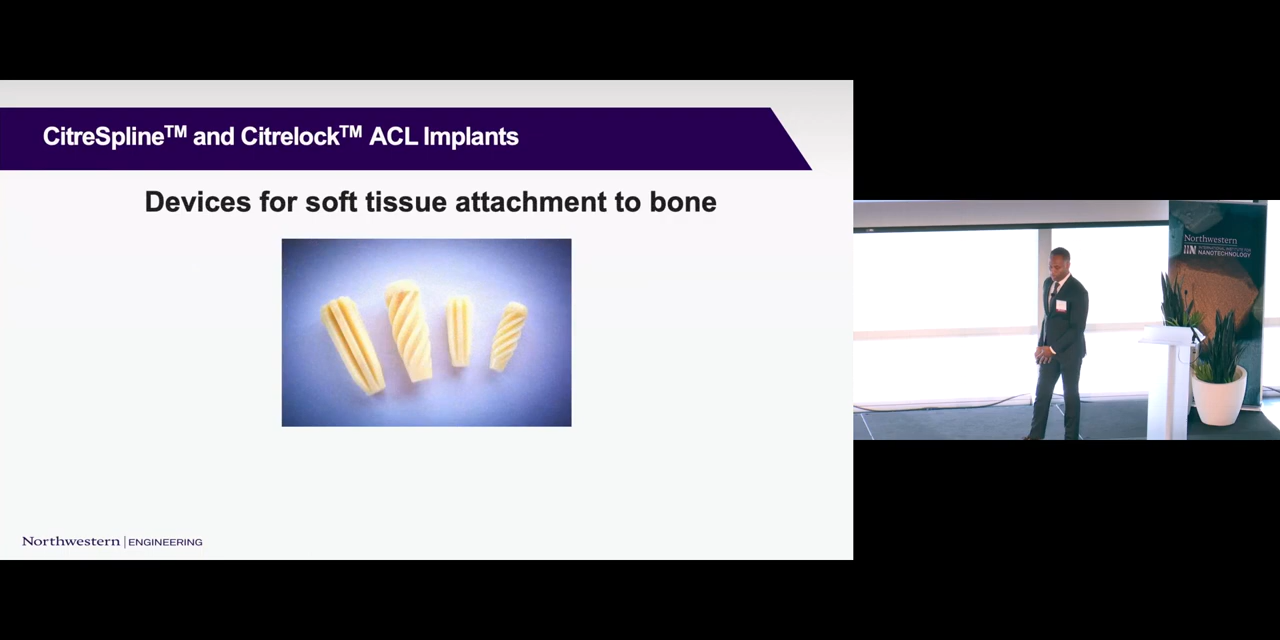 CitreSpline™ and Citrelock™ ACL Implants
Devices for soft tissue attachment to bone
Northwestern | ENGINEERING
Northwestern
INTERNATIONAL INSTITUTE FOR
NANOTECHNOLOGY